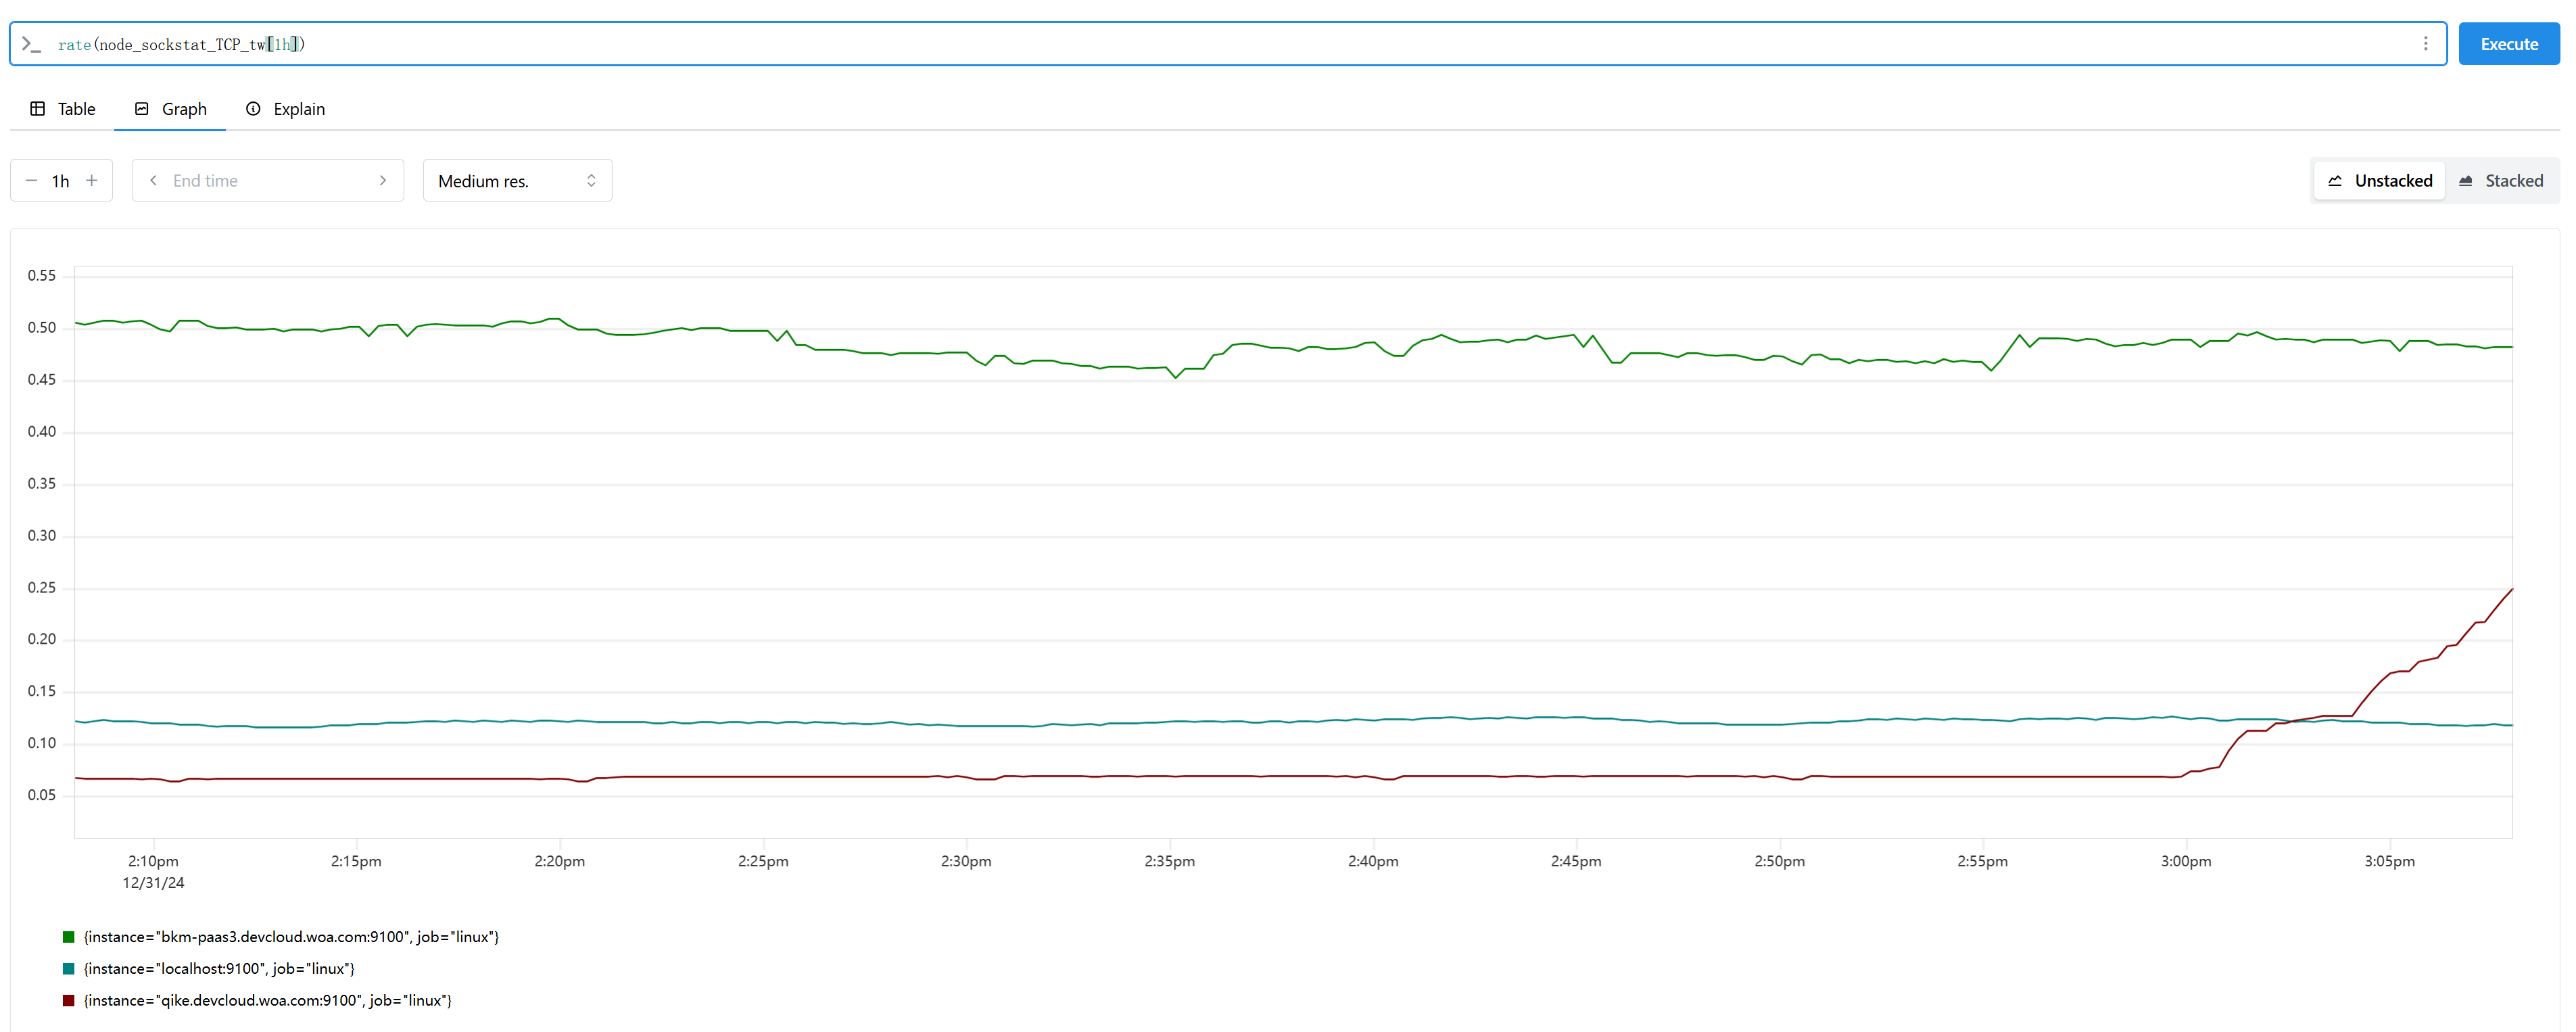 rate(node_sockstat_TCP_tw[1h])
Execute
Table
Graph
Explain
1h
End time
Medium res.
Unstacked
Stacked
0.55
0.50
0.45
0.40
0.35
0.30
0.25
0.20
0.15
0.10
0.05
2:10pm 2:15pm 2:20pm 2:25pm 2:30pm 2:35pm 2:40pm 2:45pm 2:50pm 2:55pm 3:00pm 3:05pm
12/31/24
{instance="bkm-paas3.devcloud.woa.com:9100", job="linux"}
{instance="localhost:9100", job="linux"}
{instance="qike.devcloud.woa.com:9100", job="linux"}